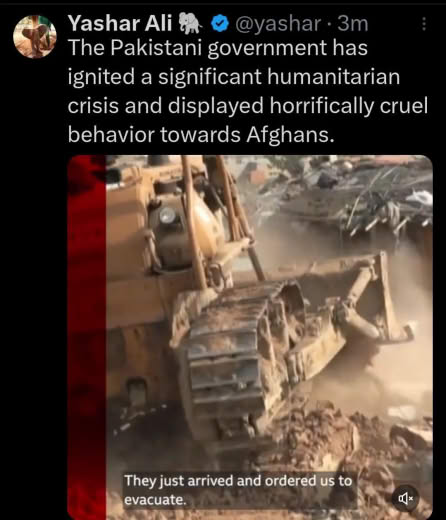 Yashar Ali 🐘 @yashar · 3m
The Pakistani government has
ignited a significant humanitarian
crisis and displayed horrifically cruel
behavior towards Afghans.
They just arrived and ordered us to
evacuate.